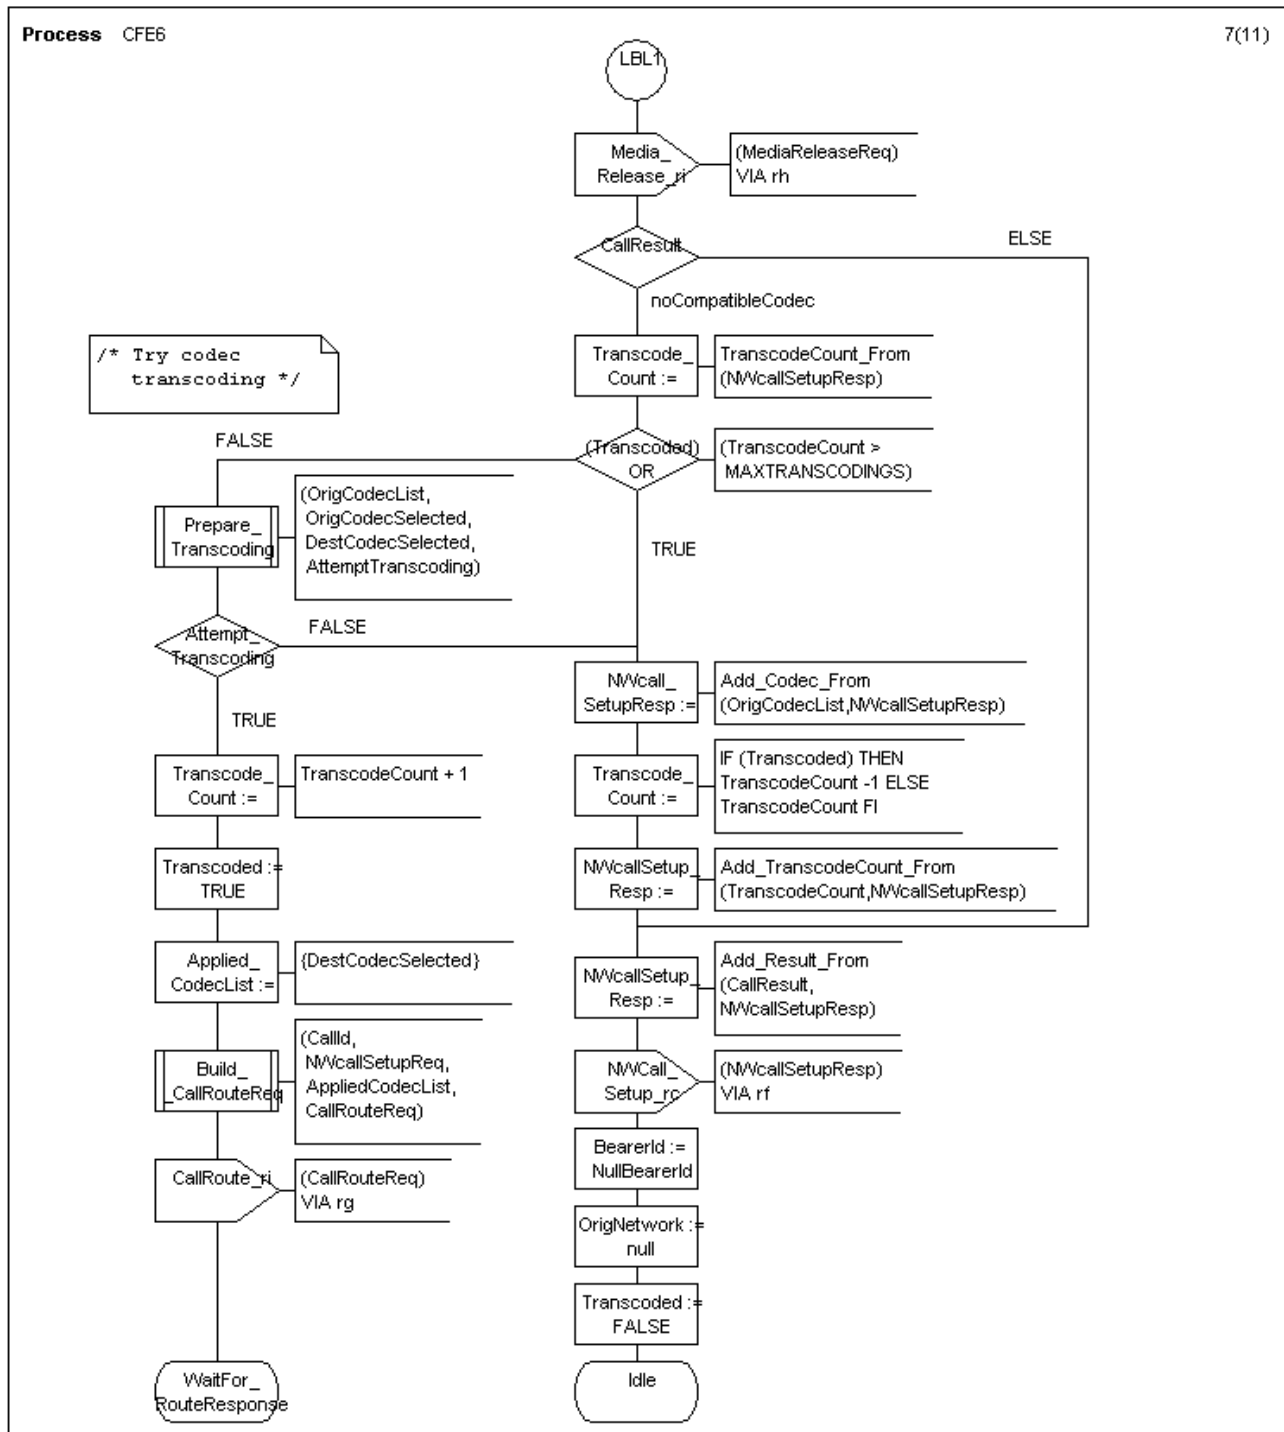 Process CFE6
7(11)
LBL1
Media_
Release_ri
(MediaReleaseReq)
VIA rh
CallResult
ELSE
noCompatibleCodec
/* Try codec
transcoding */
Transcode_
Count :=
TranscodeCount_From
(NWcallSetupResp)
FALSE
(Transcoded)
OR
(TranscodeCount >
MAXTRANSCODINGS)
Prepare_
Transcoding
(OrigCodecList,
OrigCodecSelected,
DestCodecSelected,
AttemptTranscoding)
TRUE
Attempt_
Transcoding
FALSE
TRUE
NWcall_
SetupResp :=
Add_Codec_From
(OrigCodecList,NWcallSetupResp)
Transcode_
Count :=
TranscodeCount + 1
Transcode_
Count :=
IF (Transcoded) THEN
TranscodeCount -1 ELSE
TranscodeCount FI
Transcoded :=
TRUE
NWcallSetup_
Resp :=
Add_TranscodeCount_From
(TranscodeCount,NWcallSetupResp)
Applied_
CodecList :=
{DestCodecSelected}
NWcallSetup_
Resp :=
Add_Result_From
(CallResult,
NWcallSetupResp)
Build_
_CallRouteReq
(CallId,
NWcallSetupReq,
AppliedCodecList,
CallRouteReq)
NWCall_
Setup_rc
(NWcallSetupResp)
VIA rf
BearerId :=
NullBearerId
CallRoute_ri
(CallRouteReq)
VIA rg
OrigNetwork :=
null
Transcoded :=
FALSE
WaitFor_
RouteResponse
Idle